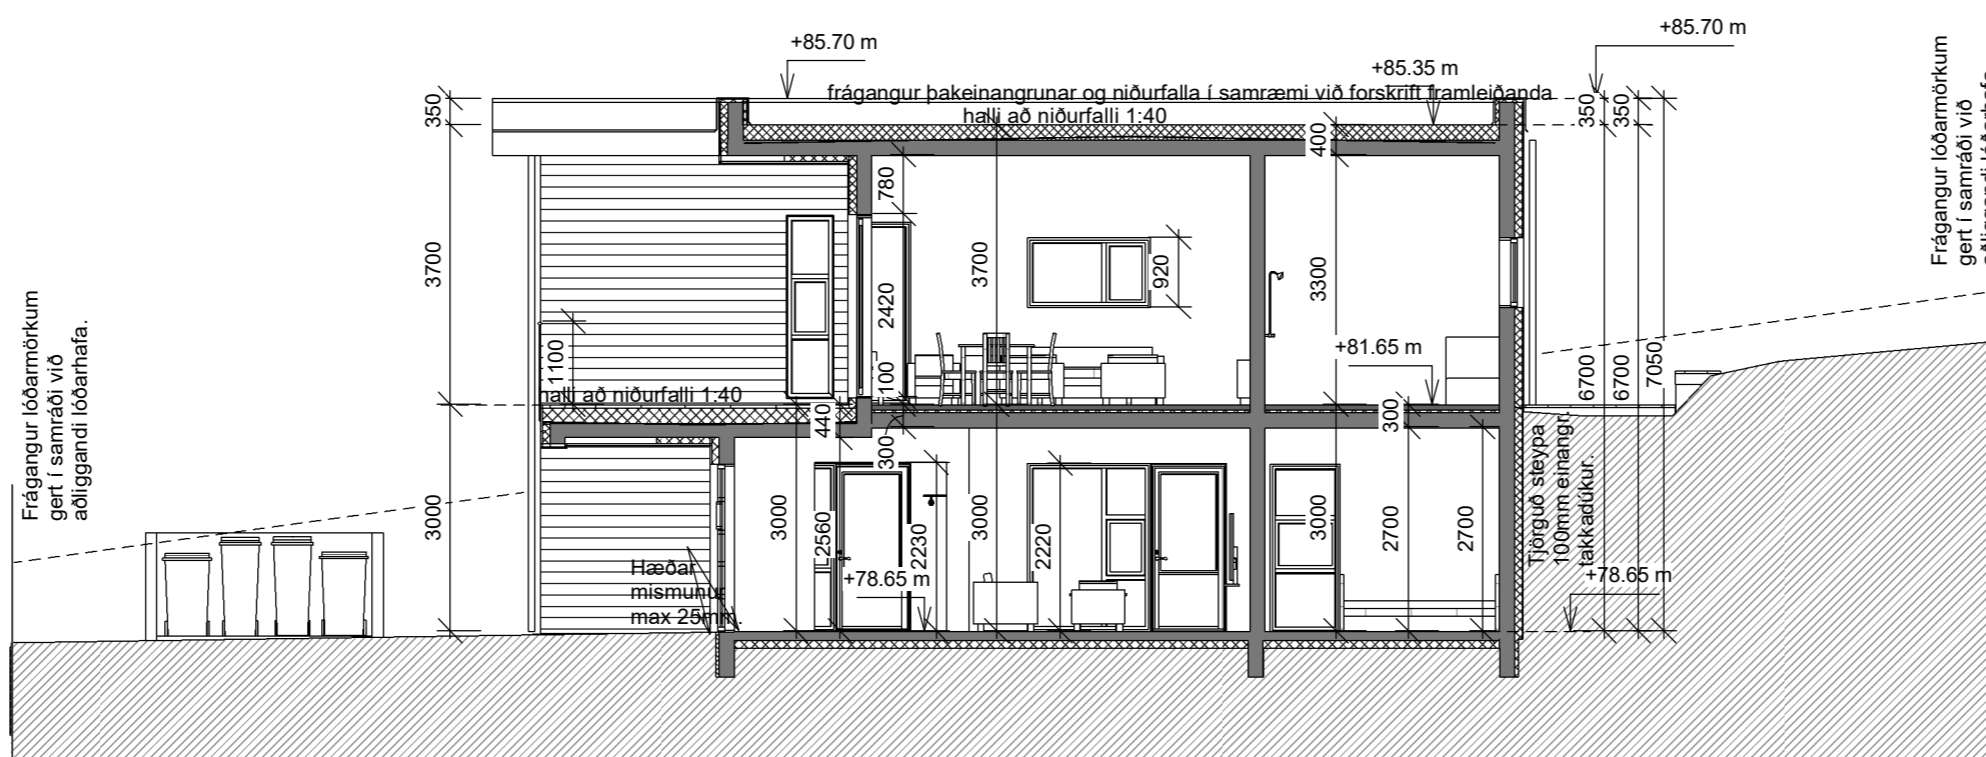 +85.70 m
+85.70 m
+85.35 m
frágangur þakeinangrunar og niðurfalla í samræmi við forskrift framleiðanda
halli að niðurfalli 1:40
350
350
350
400
780
3700
3700
2420
920
3300
1100
100
+81.65 m
halli að niðurfalli 1:40
440
300
300
6700
6700
7050
Frágangur lóðarmörkum
gert í samráði við
aðliggandi lóðarhafa.
Frágangur lóðarmörkum
gert í samráði við
aðliggandi lóðarhafa
3000
3000
2560
2230
3000
2220
3000
2700
2700
Tjörguð steypa
100mm einangr.
takkadúkur.
Hæðar
mismunur
max 25mm.
+78.65 m
+78.65 m